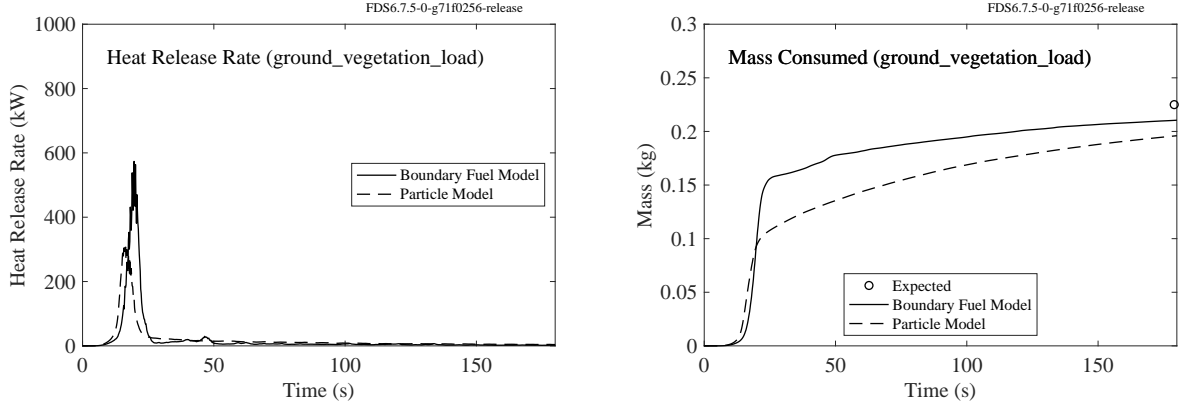 FDS6.7.5-0-g71f0256-release
Heat Release Rate (ground_vegetation_load)
1000
800
600
400
200
0
Heat Release Rate (kW)
Boundary Fuel Model
Particle Model
0 50 100 150
Time (s)
FDS6.7.5-0-g71f0256-release
Mass Consumed (ground_vegetation_load)
0.3
0.25
0.2
0.15
0.1
0.05
0
Mass (kg)
Expected
Boundary Fuel Model
Particle Model
0 50 100 150
Time (s)